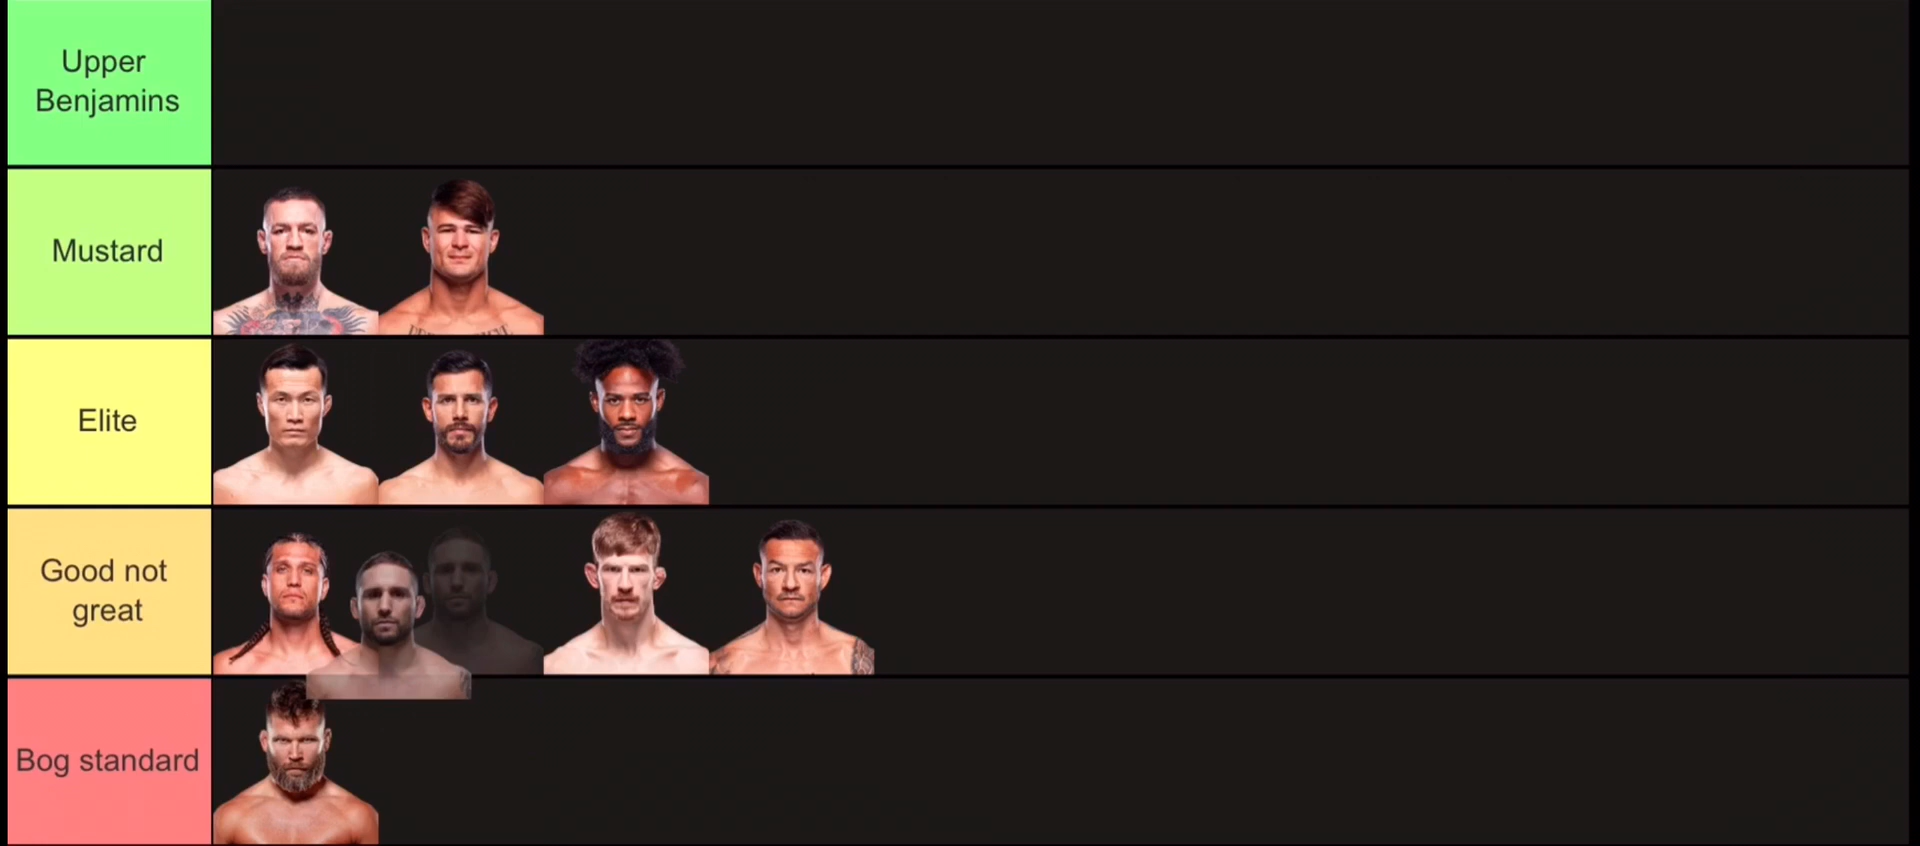 Upper
Benjamins
Mustard
Elite
Good not
great
Bog standard